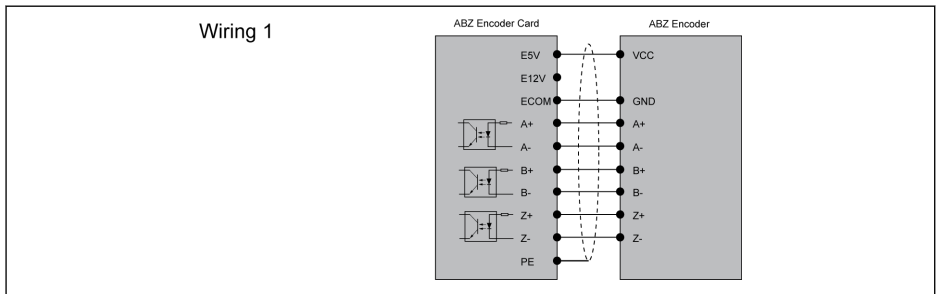 Wiring 1
ABZ Encoder Card
ABZ Encoder
E5V
VCC
E12V
ECOM
GND
A+
A+
A-
A-
B+
B+
B-
B-
Z+
Z+
Z-
Z-
PE